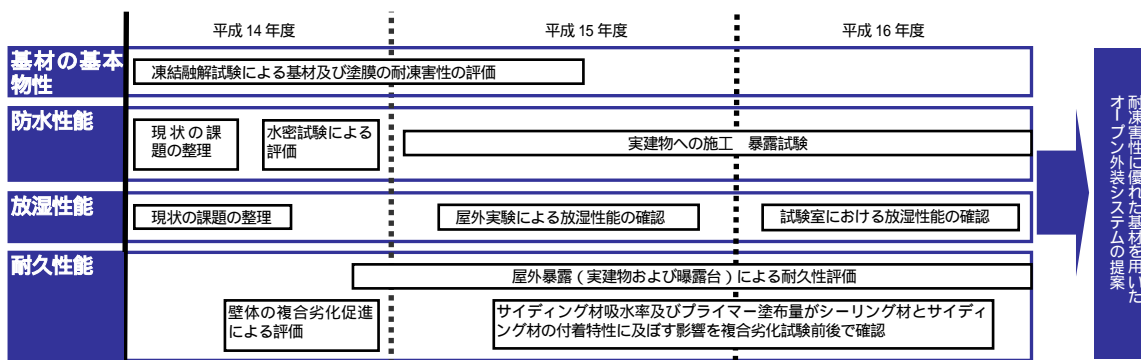 平成 14 年度
平成 15 年度
平成 16 年度
基材の基本
物性
凍結融解試験による基材及び塗膜の耐凍害性の評価
防水性能
現状の課
題の整理
水密試験による
評価
実建物への施工　暴露試験
放湿性能
現状の課題の整理
屋外実験による放湿性能の確認
試験室における放湿性能の確認
耐久性能
屋外暴露（実建物および曝露台）による耐久性評価
壁体の複合劣化促進
による評価
サイディング材吸水率及びプライマー塗布量がシーリング材とサイディ
ング材の付着特性に及ぼす影響を複合劣化試験前後で確認
耐凍害性に優れた基材を用いた
オープン外装システムの提案